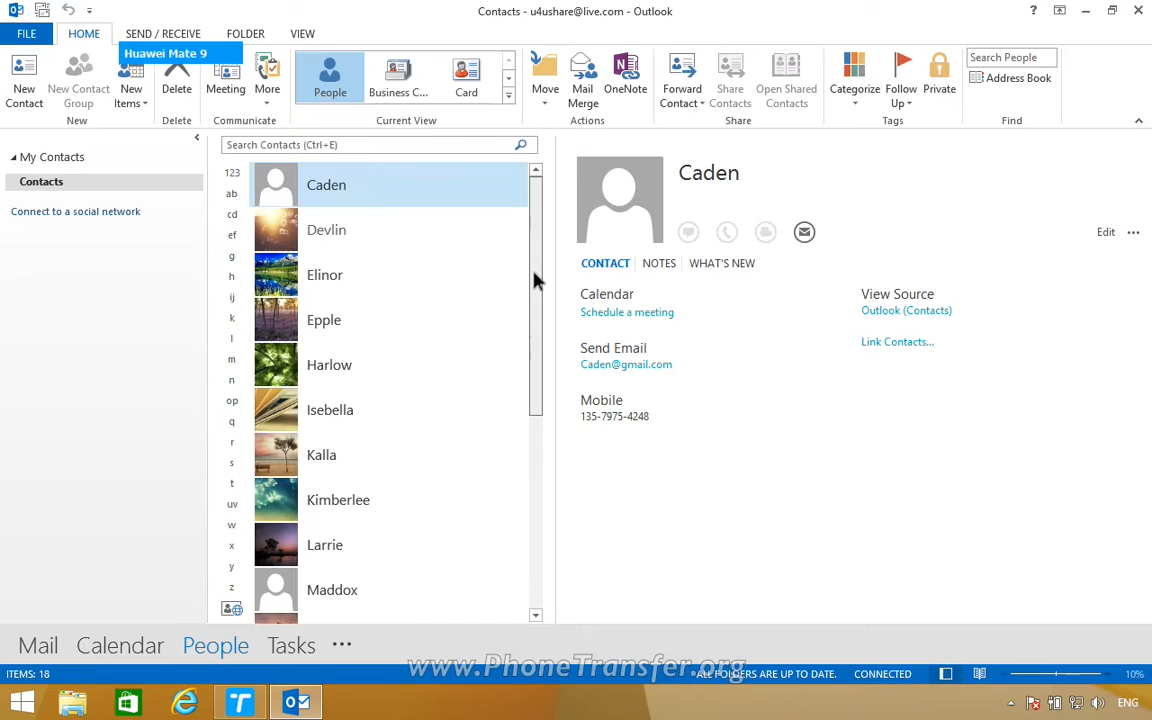 Contacts - u4ushare@live.com - Outlook
FILE
HOME
SEND / RECEIVE
FOLDER
VIEW
Huawei Mate 9
New Contact
New Contact Group
New Items
Delete
Meeting
More
People
Business C...
Card
Move
Mail Merge
OneNote
Forward Contact
Share Contacts
Open Shared Contacts
Categorize
Follow Up
Private
Search People
Address Book
New
Delete
Communicate
Current View
Actions
Share
Tags
Find
My Contacts
Contacts
Connect to a social network
Search Contacts (Ctrl+E)
123
ab
cd
ef
g
h
ij
k
l
m
n
op
q
r
s
t
uv
w
x
y
z
Caden
Devlin
Elinor
Epple
Harlow
Isebella
Kalla
Kimberlee
Larrie
Maddox
Caden
Edit
CONTACT
NOTES
WHAT'S NEW
Calendar
Schedule a meeting
View Source
Outlook (Contacts)
Send Email
Caden@gmail.com
Link Contacts...
Mobile
135-7975-4248
Mail
Calendar
People
Tasks
www.PhoneTransfer.org
ITEMS: 18
ALL FOLDERS ARE UP TO DATE.
CONNECTED
10%
ENG